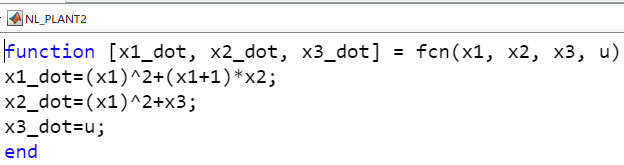 NL_PLANT2
function [x1_dot, x2_dot, x3_dot] = fcn(x1, x2, x3, u)
x1_dot=(x1)^2+(x1+1)*x2;
x2_dot=(x1)^2+x3;
x3_dot=u;
end